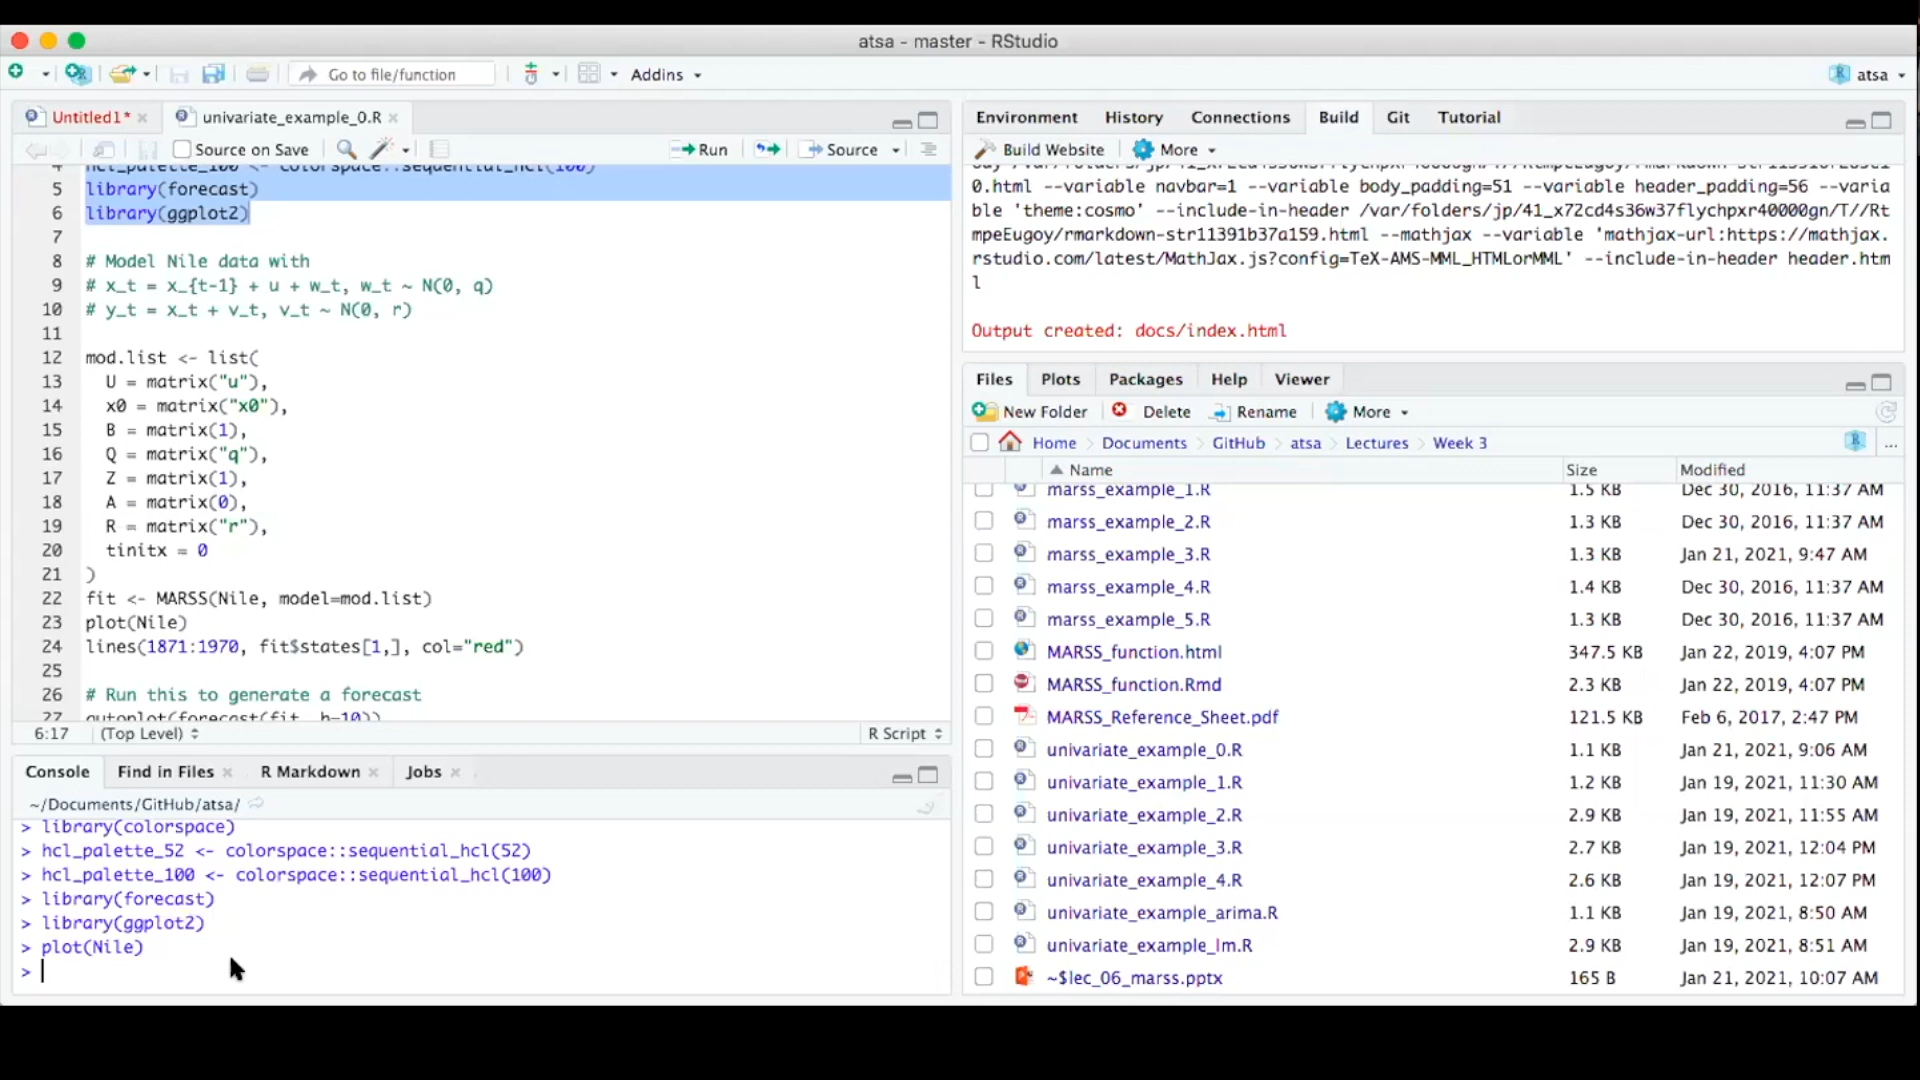 atsa - master - RStudio
Go to file/function
Addins
atsa
Untitled1*
univariate_example_0.R
Source on Save
Run
Source
4 hcl_palette_100 <- colorspace::sequential_hcl(100)
5 library(forecast)
6 library(ggplot2)
7
8 # Model Nile data with
9 # x_t = x_{t-1} + u + w_t, w_t ~ N(0, q)
10 # y_t = x_t + v_t, v_t ~ N(0, r)
11
12 mod.list <- list(
13 U = matrix("u"),
14 x0 = matrix("x0"),
15 B = matrix(1),
16 Q = matrix("q"),
17 Z = matrix(1),
18 A = matrix(0),
19 R = matrix("r"),
20 tinitx = 0
21 )
22 fit <- MARSS(Nile, model=mod.list)
23 plot(Nile)
24 lines(1871:1970, fit$states[1,], col="red")
25
26 # Run this to generate a forecast
27 autoplot(forecast(fit, h=10))
6:17 (Top Level) R Script
Console Find in Files R Markdown Jobs
~/Documents/GitHub/atsa/
> library(colorspace)
> hcl_palette_52 <- colorspace::sequential_hcl(52)
> hcl_palette_100 <- colorspace::sequential_hcl(100)
> library(forecast)
> library(ggplot2)
> plot(Nile)
>
Environment History Connections Build Git Tutorial
Build Website More
0.html --variable navbar=1 --variable body_padding=51 --variable header_padding=56 --varia
ble 'theme:cosmo' --include-in-header /var/folders/jp/41_x72cd4s36w37flychpxr40000gn/T//Rt
mpeEugoy/rmarkdown-str11391b37a159.html --mathjax --variable 'mathjax-url:https://mathjax.
rstudio.com/latest/MathJax.js?config=TeX-AMS-MML_HTMLorMML' --include-in-header header.htm
l
Output created: docs/index.html
Files Plots Packages Help Viewer
New Folder Delete Rename More
Home Documents GitHub atsa Lectures Week 3 ...
Name Size Modified
marss_example_1.R 1.5 KB Dec 30, 2016, 11:37 AM
marss_example_2.R 1.3 KB Dec 30, 2016, 11:37 AM
marss_example_3.R 1.3 KB Jan 21, 2021, 9:47 AM
marss_example_4.R 1.4 KB Dec 30, 2016, 11:37 AM
marss_example_5.R 1.3 KB Dec 30, 2016, 11:37 AM
MARSS_function.html 347.5 KB Jan 22, 2019, 4:07 PM
MARSS_function.Rmd 2.3 KB Jan 22, 2019, 4:07 PM
MARSS_Reference_Sheet.pdf 121.5 KB Feb 6, 2017, 2:47 PM
univariate_example_0.R 1.1 KB Jan 21, 2021, 9:06 AM
univariate_example_1.R 1.2 KB Jan 19, 2021, 11:30 AM
univariate_example_2.R 2.9 KB Jan 19, 2021, 11:55 AM
univariate_example_3.R 2.7 KB Jan 19, 2021, 12:04 PM
univariate_example_4.R 2.6 KB Jan 19, 2021, 12:07 PM
univariate_example_arima.R 1.1 KB Jan 19, 2021, 8:50 AM
univariate_example_lm.R 2.9 KB Jan 19, 2021, 8:51 AM
~$lec_06_marss.pptx 165 B Jan 21, 2021, 10:07 AM